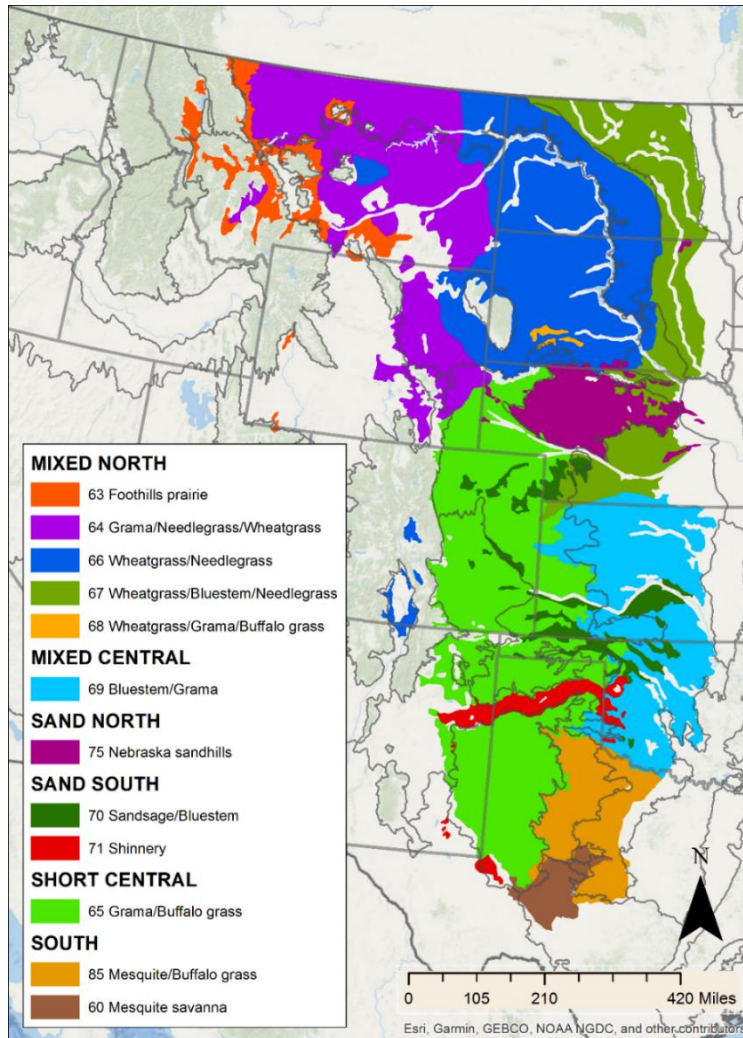 MIXED NORTH
63 Foothills prairie
64 Grama/Needlegrass/Wheatgrass
66 Wheatgrass/Needlegrass
67 Wheatgrass/Bluestem/Needlegrass
68 Wheatgrass/Grama/Buffalo grass
MIXED CENTRAL
69 Bluestem/Grama
SAND NORTH
75 Nebraska sandhills
SAND SOUTH
70 Sandsage/Bluestem
71 Shinnery
SHORT CENTRAL
65 Grama/Buffalo grass
SOUTH
85 Mesquite/Buffalo grass
60 Mesquite savanna
N
0 105 210 420 Miles
Esri, Garmin, GEBCO, NOAA NGDC, and other contributors